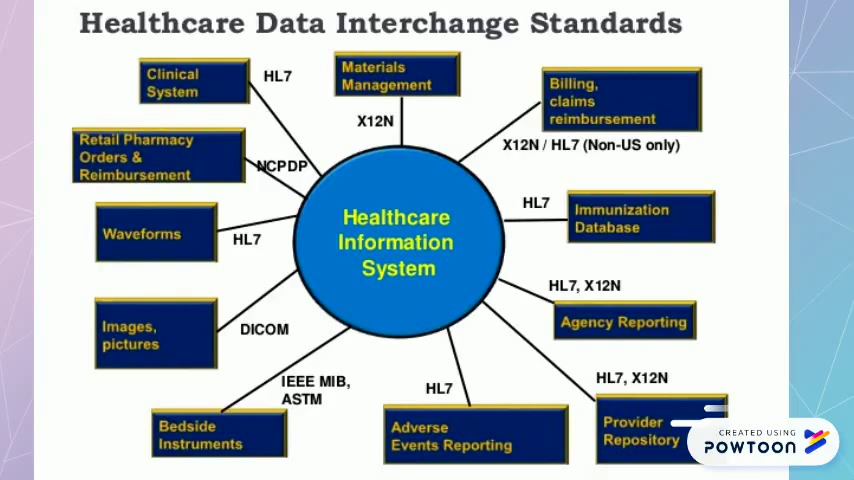 Healthcare Data Interchange Standards
Clinical
System
HL7
Materials
Management
X12N
Billing,
claims
reimbursement
X12N / HL7 (Non-US only)
Retail Pharmacy
Orders &
Reimbursement
NCPDP
Waveforms
HL7
Healthcare
Information
System
HL7
Immunization
Database
HL7, X12N
Agency Reporting
Images,
pictures
DICOM
IEEE MIB,
ASTM
Bedside
Instruments
HL7
Adverse
Events Reporting
HL7, X12N
Provider
Repository
CREATED USING
POWTOON